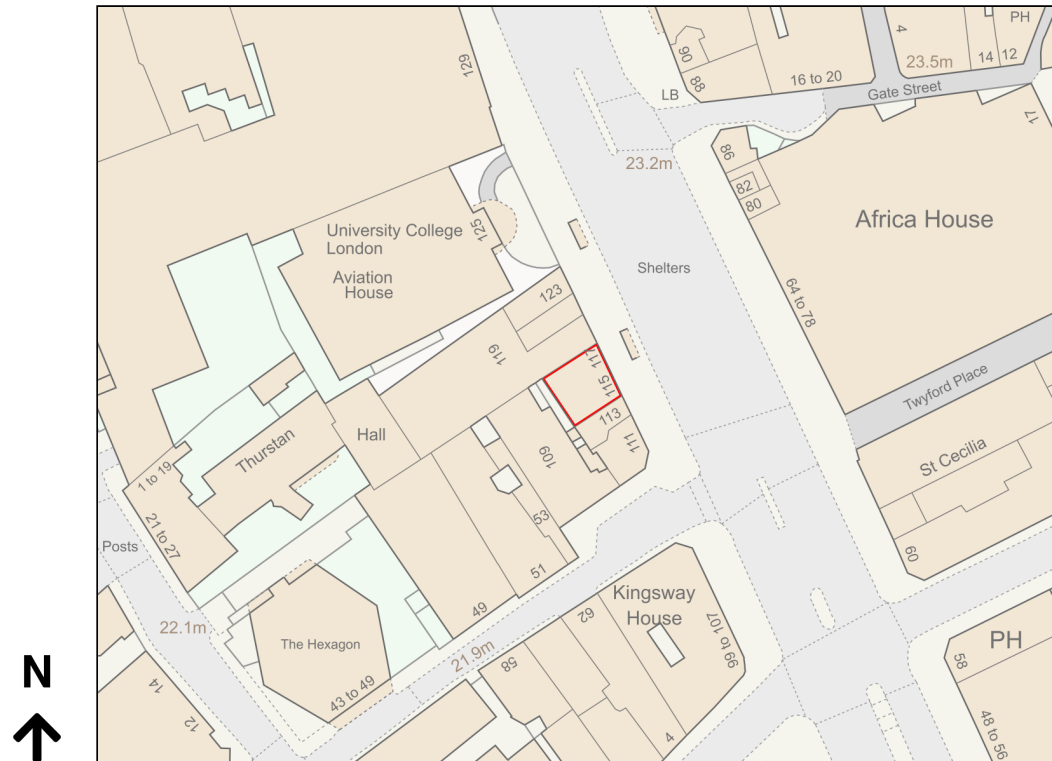 PH
4
129
96
14
12
23.5m
88
16 to 20
Gate Street
LB
17
98
23.2m
82
80
Africa House
125
University College
London
Aviation
House
Shelters
123
64 to 78
119
117
115
Twyford Place
113
111
Hall
Thurstan
109
St Cecilia
1 to 19
21 to 27
53
Posts
60
51
49
Kingsway
House
62
22.1m
The Hexagon
21.9m
58
99 to 107
PH
58
43 to 49
14
12
4
48 to 56
N